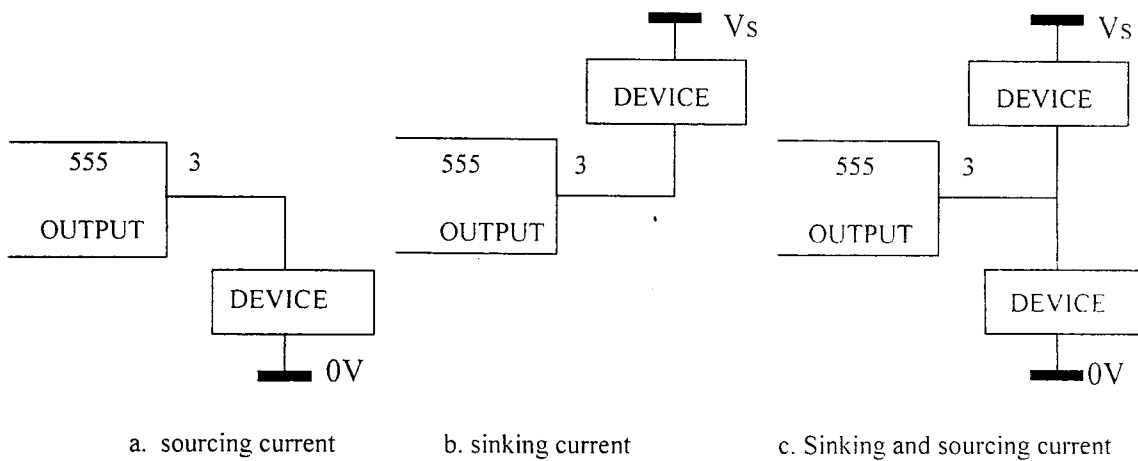 Vs
DEVICE
555
3
OUTPUT
DEVICE
0V
a. sourcing current
Vs
DEVICE
555
3
OUTPUT
b. sinking current
555
3
OUTPUT
DEVICE
0V
c. Sinking and sourcing current